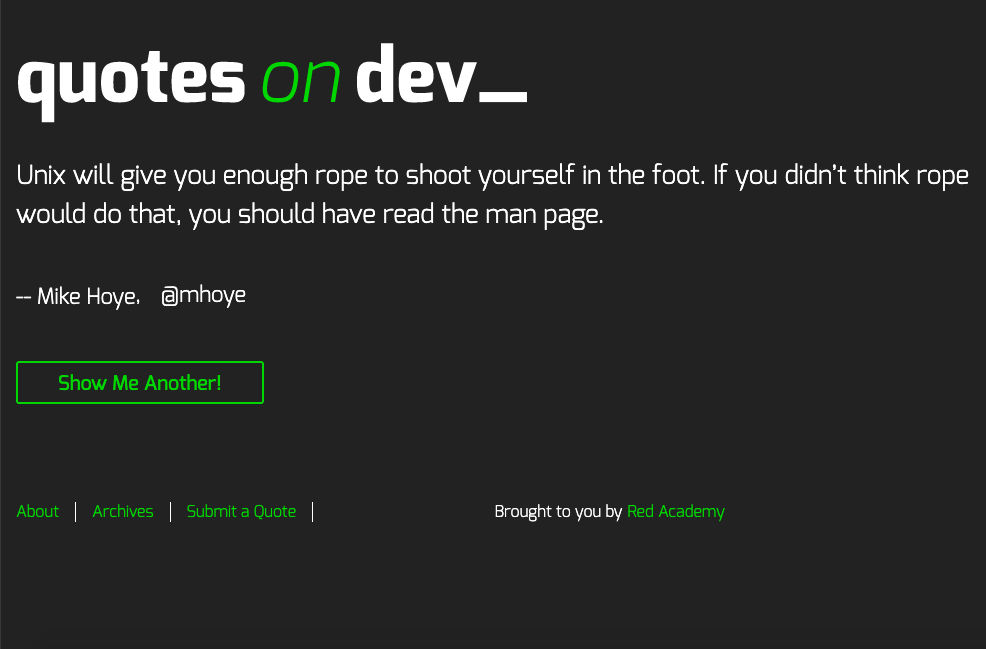 quotes on dev_
Unix will give you enough rope to shoot yourself in the foot. If you didn’t think rope
would do that, you should have read the man page.
-- Mike Hoye, @mhoye
Show Me Another!
About | Archives | Submit a Quote | Brought to you by Red Academy